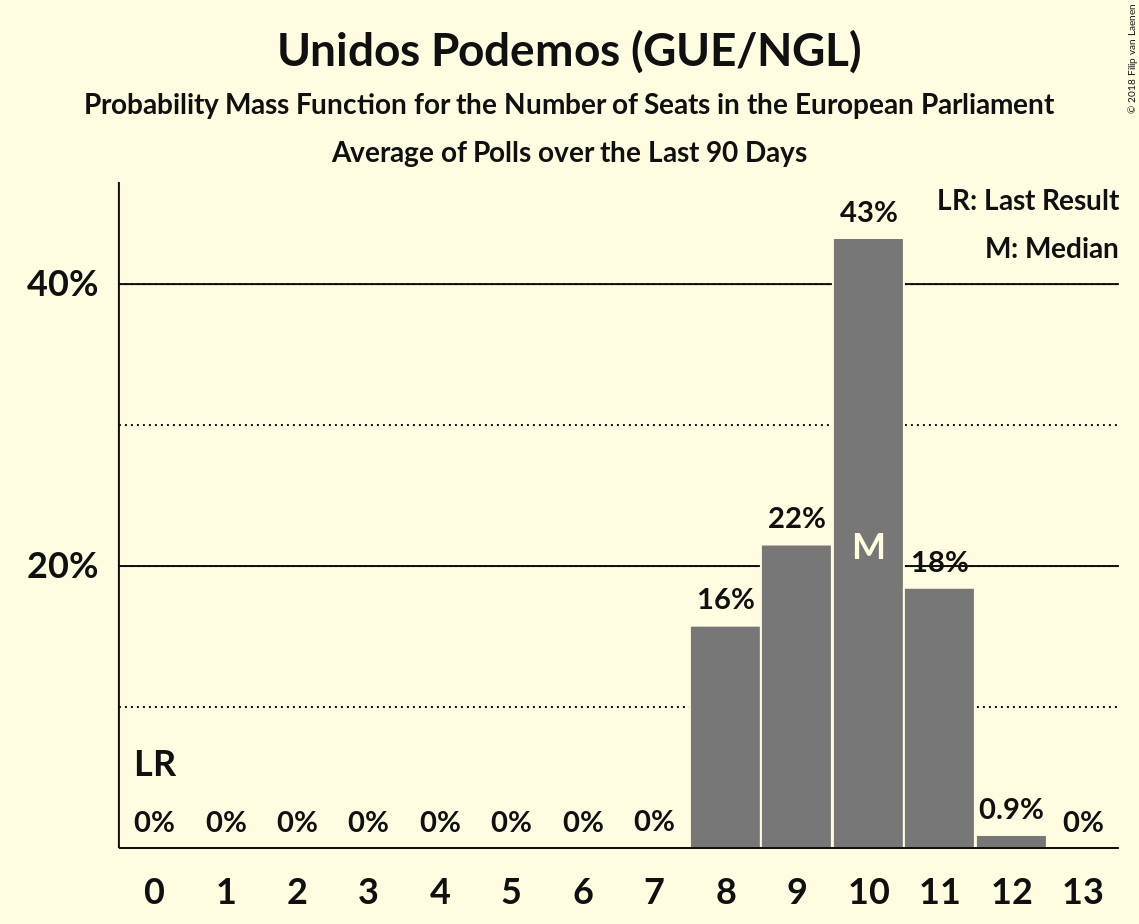 Unidos Podemos (GUE/NGL)
Probability Mass Function for the Number of Seats in the European Parliament
Average of Polls over the Last 90 Days
© 2018 Filip van Laenen
LR: Last Result
M: Median
43%
40%
22%
M
20%
18%
16%
LR
0% 0% 0% 0% 0% 0% 0% 0% 0.9% 0%
0 1 2 3 4 5 6 7 8 9 10 11 12 13